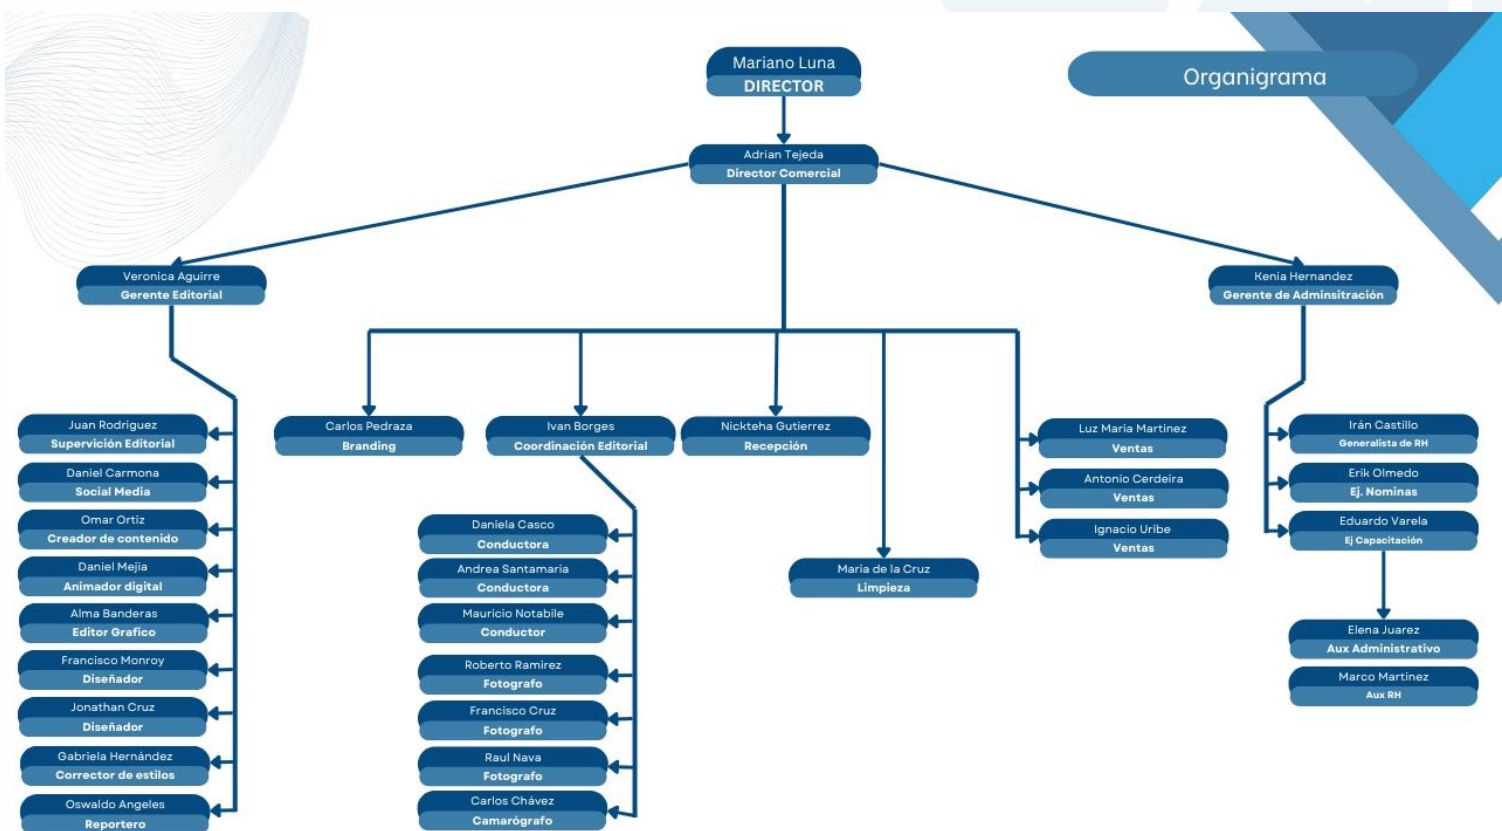 Organigrama
Mariano Luna
DIRECTOR
Adrian Tejeda
Director Comercial
Veronica Aguirre
Gerente Editorial
Kenia Hernandez
Gerente de Adminsitración
Juan Rodriguez
Supervición Editorial
Daniel Carmona
Social Media
Omar Ortiz
Creador de contenido
Daniel Mejia
Animador digital
Alma Banderas
Editor Grafico
Francisco Monroy
Diseñador
Jonathan Cruz
Diseñador
Gabriela Hernández
Corrector de estilos
Oswaldo Angeles
Reportero
Carlos Pedraza
Branding
Ivan Borges
Coordinación Editorial
Daniela Casco
Conductora
Andrea Santamaria
Conductora
Mauricio Notabile
Conductor
Roberto Ramirez
Fotografo
Francisco Cruz
Fotografo
Raul Nava
Fotografo
Carlos Chávez
Camarógrafo
Nickteha Gutierrez
Recepción
Maria de la Cruz
Limpieza
Luz Maria Martinez
Ventas
Antonio Cerdeira
Ventas
Ignacio Uribe
Ventas
Irán Castillo
Generalista de RH
Erik Olmedo
Ej. Nominas
Eduardo Varela
Ej Capacitación
Elena Juarez
Aux Administrativo
Marco Martinez
Aux RH